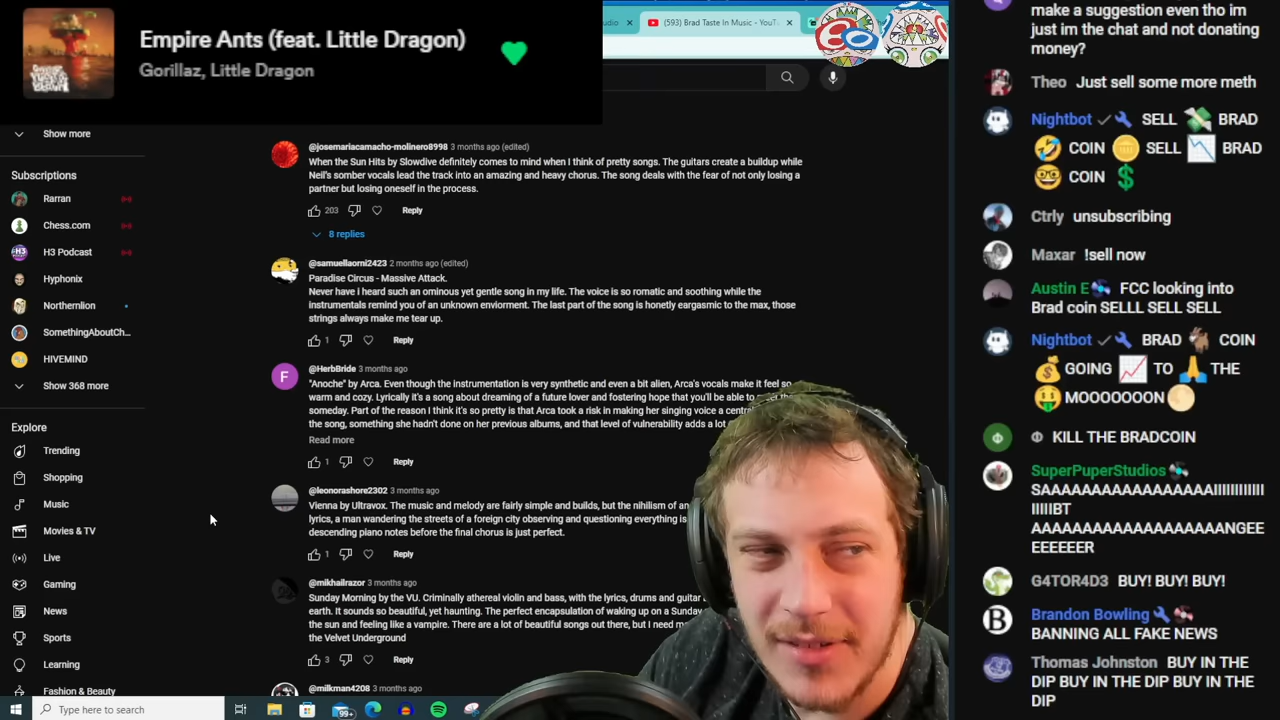 Empire Ants (feat. Little Dragon)
Gorillaz, Little Dragon
(593) Brad Taste In Music - YouTu
Show more
Subscriptions
Rarran
Chess.com
H3 Podcast
Hyphonix
Northernlion
SomethingAboutCh...
HIVEMIND
Show 368 more
Explore
Trending
Shopping
Music
Movies & TV
Live
Gaming
News
Sports
Learning
Fashion & Beauty
@josemariacamacho-molinero8998 3 months ago (edited)
When the Sun Hits by Slowdive definitely comes to mind when I think of pretty songs. The guitars create a buildup while
Neil's somber vocals lead the track into an amazing and heavy chorus. The song deals with the fear of not only losing a
partner but losing oneself in the process.
203 Reply
8 replies
@samuellaorni2423 2 months ago (edited)
Paradise Circus - Massive Attack.
Never have i heard such an ominous yet gentle song in my life. The voice is so romatic and soothing while the
instrumentals remind you of an unknown enviorment. The last part of the song is honetly eargasmic to the max, those
strings always make me tear up.
1 Reply
F
@HerbBride 3 months ago
"Anoche" by Arca. Even though the instrumentation is very synthetic and even a bit alien, Arca's vocals make it feel so
warm and cozy. Lyrically it's a song about dreaming of a future lover and fostering hope that you'll be able to
someday. Part of the reason I think it's so pretty is that Arca took a risk in making her singing voice a
the song, something she hadn't done on her previous albums, and that level of vulnerability adds a lot
Read more
1 Reply
@leonorashore2302 3 months ago
Vienna by Ultravox. The music and melody are fairly simple and builds, but the nihilism of
lyrics, a man wandering the streets of a foreign city observing and questioning everything is
descending piano notes before the final chorus is just perfect.
1 Reply
@mikhailrazor 3 months ago
Sunday Morning by the VU. Criminally athereal violin and bass, with the lyrics, drums and guitar
earth. It sounds so beautiful, yet haunting. The perfect encapsulation of waking up on a Sunday
the sun and feeling like a vampire. There are a lot of beautiful songs out there, but I need
the Velvet Underground
3 Reply
@milkman4208 3 months ago
Type here to search
99+
make a suggestion even tho im
just im the chat and not donating
money?
Theo Just sell some more meth
Nightbot SELL BRAD
COIN SELL BRAD
COIN
Ctrly unsubscribing
Maxar !sell now
Austin E FCC looking into
Brad coin SELLL SELL SELL
Nightbot BRAD COIN
GOING TO THE
MOOOOOOON
Φ KILL THE BRADCOIN
SuperPuperStudios
SAAAAAAAAAAAAAAAAIIIIIIIIIIII
IIIIIBT
AAAAAAAAAAAAAAAAAAANGEE
EEEEEEER
G4TOR4D3 BUY! BUY! BUY!
Brandon Bowling
BANNING ALL FAKE NEWS
Thomas Johnston BUY IN THE
DIP BUY IN THE DIP BUY IN THE
DIP